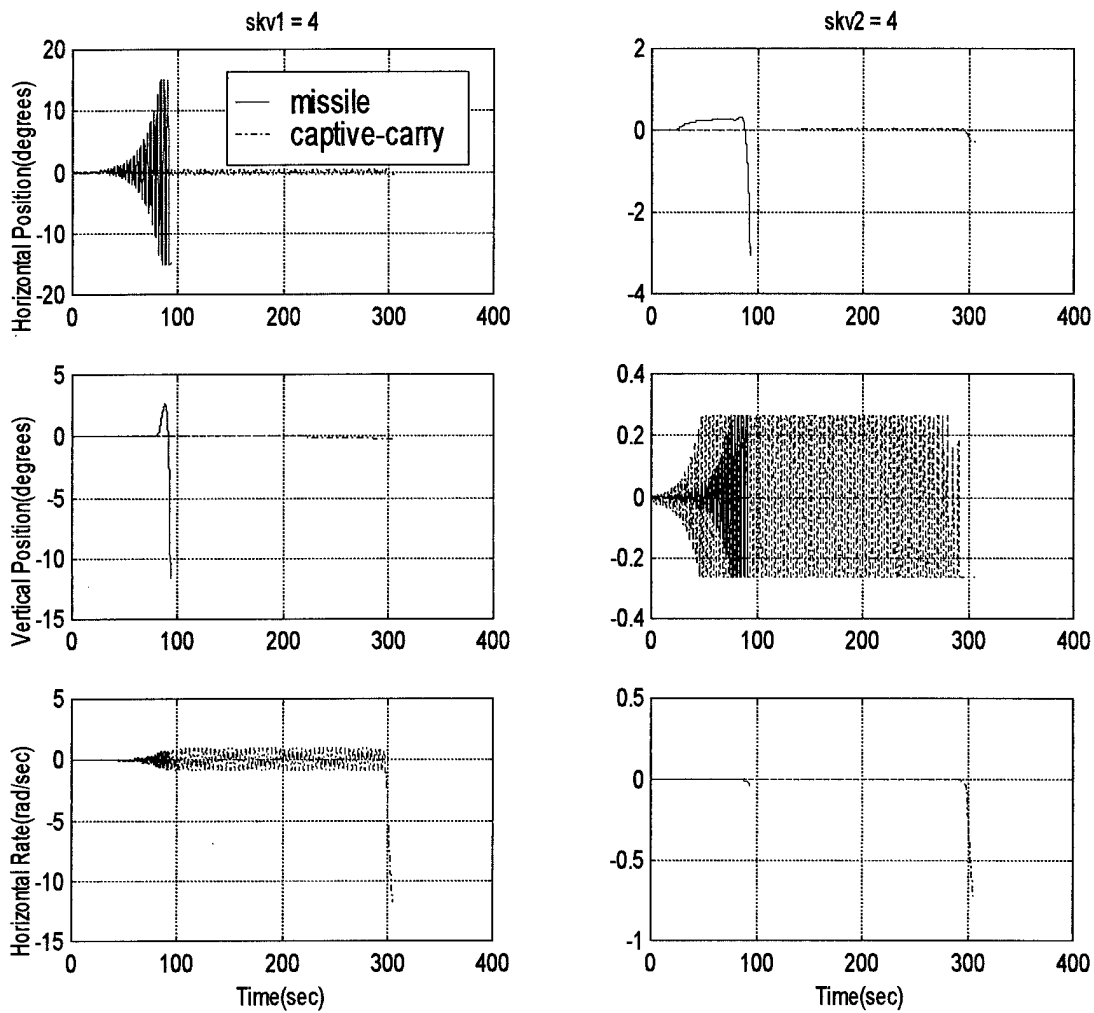 skv1 = 4
skv2 = 4
Horizontal Position(degrees)
20
10
0
-10
-20
missile
captive-carry
0 100 200 300 400
2
0
-2
-4
0 100 200 300 400
Vertical Position(degrees)
5
0
-5
-10
-15
0 100 200 300 400
0.4
0.2
0
-0.2
-0.4
0 100 200 300 400
Horizontal Rate(rad/sec)
5
0
-5
-10
-15
0 100 200 300 400
Time(sec)
0.5
0
-0.5
-1
0 100 200 300 400
Time(sec)